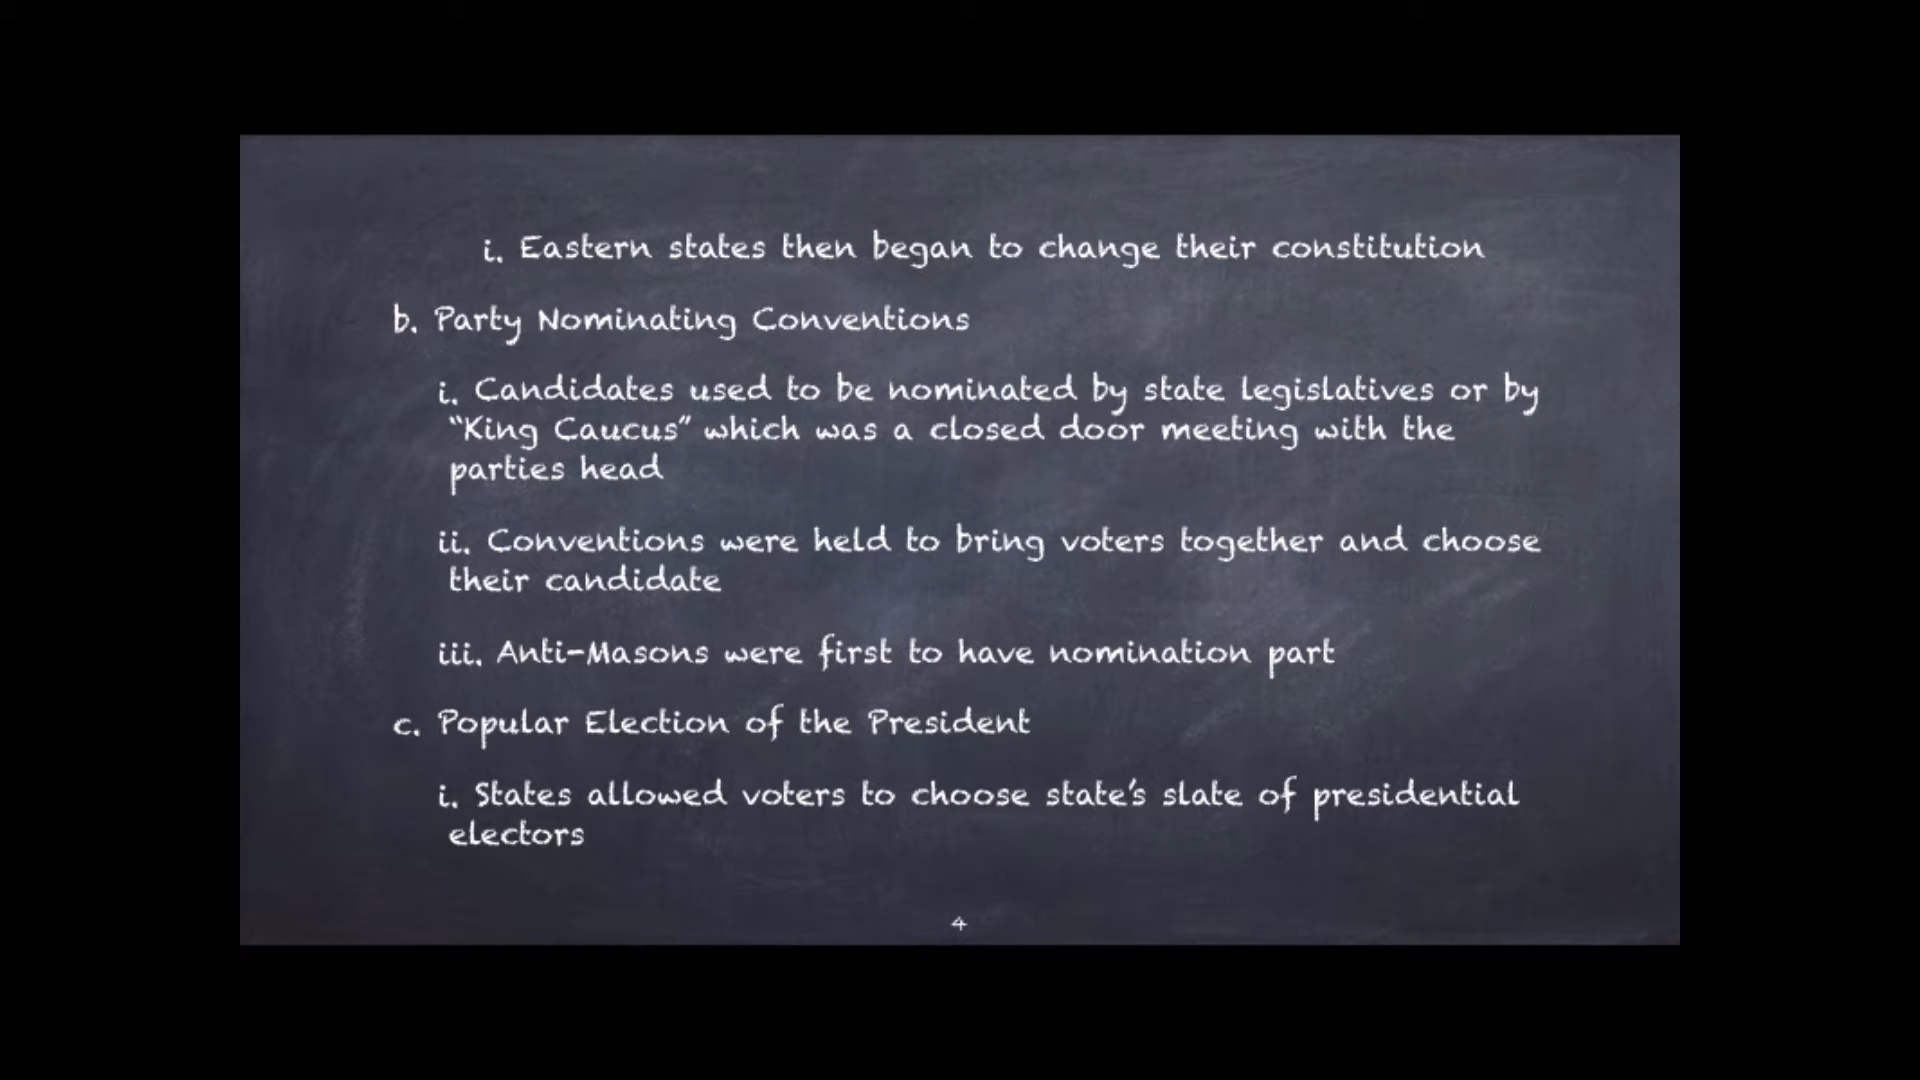 i. Eastern states then began to change their constitution
b. Party Nominating Conventions
i. Candidates used to be nominated by state legislatives or by
“King Caucus” which was a closed door meeting with the
parties head
ii. Conventions were held to bring voters together and choose
their candidate
iii. Anti-Masons were first to have nomination part
c. Popular Election of the President
i. States allowed voters to choose state’s slate of presidential
electors
4